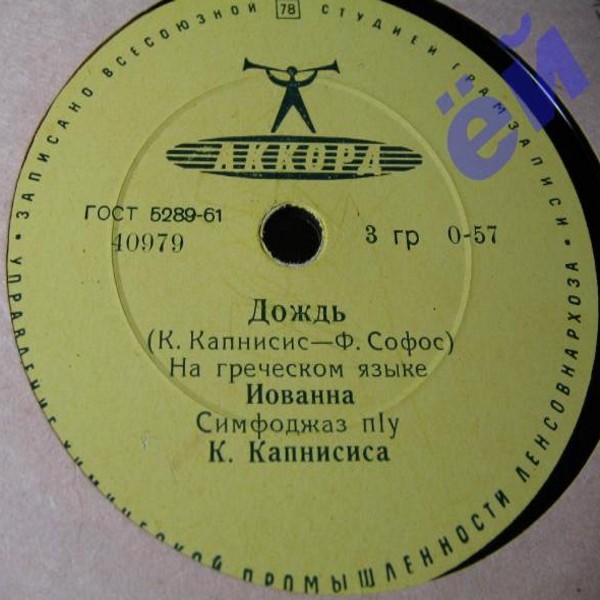 ЗАПИСАНО ВСЕСОЮЗНОЙ 78 СТУДИЕЙ ГРАМЗАПИСИ
АККОРД
ГОСТ 5289-61
40979
3 гр 0-57
Дождь
(К. Капнисис—Ф. Софос)
На греческом языке
Иованна
Симфоджаз п/у
К. Капнисиса
• УПРАВЛЕНИЕ ХИМИЧЕСКОЙ ПРОМЫШЛЕННОСТИ ЛЕНСОВНАРХОЗА •
ёй